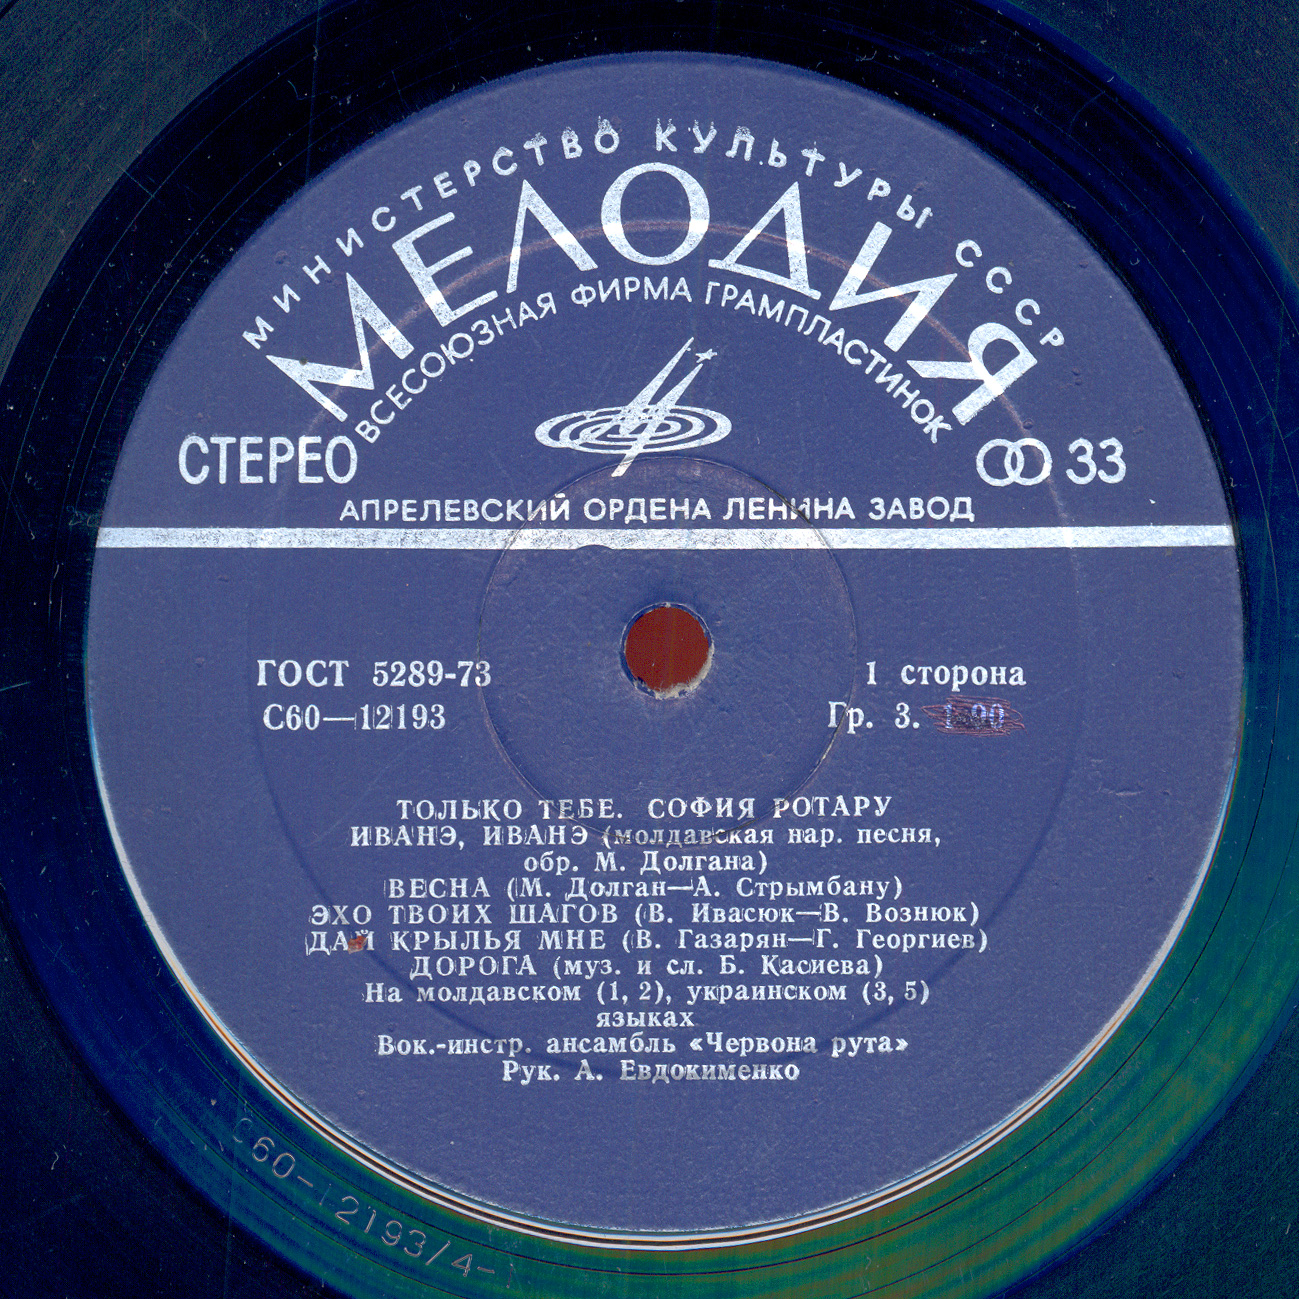 МИНИСТЕРСТВО КУЛЬТУРЫ СССР
МЕЛОДИЯ
ВСЕСОЮЗНАЯ ФИРМА ГРАМПЛАСТИНОК
СТЕРЕО
33
АПРЕЛЕВСКИЙ ОРДЕНА ЛЕНИНА ЗАВОД
ГОСТ 5289-73
1 сторона
С60—12193
Гр. 3. 1-90
ТОЛЬКО ТЕБЕ. СОФИЯ РОТАРУ
ИВАНЭ, ИВАНЭ (молдавская нар. песня,
обр. М. Долгана)
ВЕСНА (М. Долган—А. Стрымбану)
ЭХО ТВОИХ ШАГОВ (В. Ивасюк—В. Вознюк)
ДАЙ КРЫЛЬЯ МНЕ (В. Газарян—Г. Георгиев)
ДОРОГА (муз. и сл. Б. Касиева)
На молдавском (1, 2), украинском (3, 5)
языках
Вок.-инстр. ансамбль «Червона рута»
Рук. А. Евдокименко
С60-12193/4-1